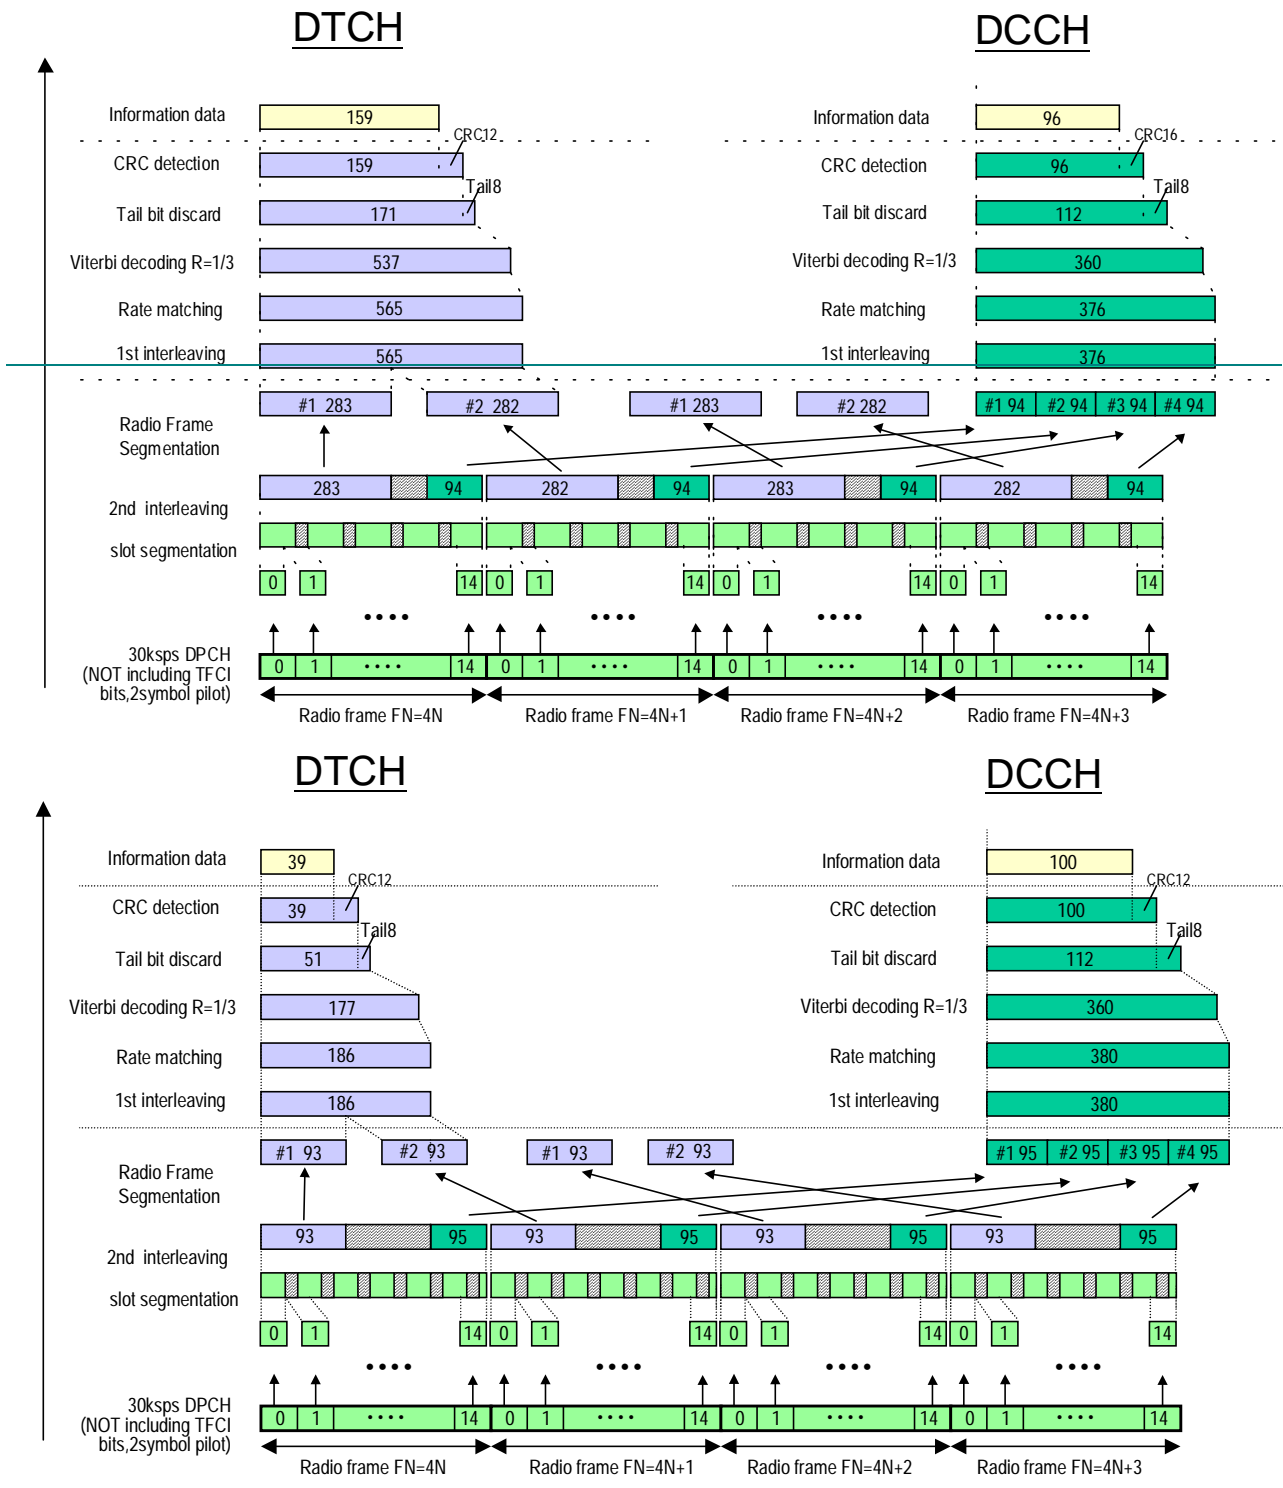 DTCH DCCH
Information data 159 Information data 96
CRC12 CRC16
CRC detection 159 CRC detection 96
Tail8 Tail8
Tail bit discard 171 Tail bit discard 112
Viterbi decoding R=1/3 537 Viterbi decoding R=1/3 360
Rate matching 565 Rate matching 376
1st interleaving 565 1st interleaving 376
#1 283 #2 282 #1 283 #2 282 #1 94 #2 94 #3 94 #4 94
Radio Frame
Segmentation
283 94 282 94 283 94 282 94
2nd interleaving
slot segmentation
0 1 14 0 1 14 0 1 14 0 1 14
•••• •••• •••• ••••
30ksps DPCH
(NOT including TFCI
bits,2symbol pilot)
0 1 •••• 14 0 1 •••• 14 0 1 •••• 14 0 1 •••• 14
Radio frame FN=4N Radio frame FN=4N+1 Radio frame FN=4N+2 Radio frame FN=4N+3
DTCH DCCH
Information data 39 Information data 100
CRC12 CRC12
CRC detection 39 CRC detection 100
Tail8 Tail8
Tail bit discard 51 Tail bit discard 112
Viterbi decoding R=1/3 177 Viterbi decoding R=1/3 360
Rate matching 186 Rate matching 380
1st interleaving 186 1st interleaving 380
#1 93 #2 93 #1 93 #2 93 #1 95 #2 95 #3 95 #4 95
Radio Frame
Segmentation
93 95 93 95 93 95 93 95
2nd interleaving
slot segmentation
0 1 14 0 1 14 0 1 14 0 1 14
•••• •••• •••• ••••
30ksps DPCH
(NOT including TFCI
bits,2symbol pilot)
0 1 •••• 14 0 1 •••• 14 0 1 •••• 14 0 1 •••• 14
Radio frame FN=4N Radio frame FN=4N+1 Radio frame FN=4N+2 Radio frame FN=4N+3